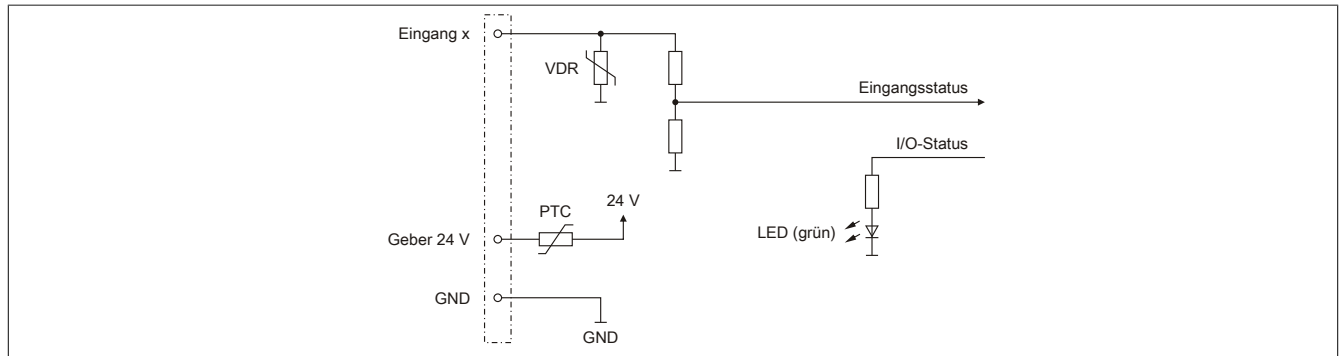 Eingang x
VDR
Eingangsstatus
I/O-Status
24 V
PTC
Geber 24 V
LED (grün)
GND
GND